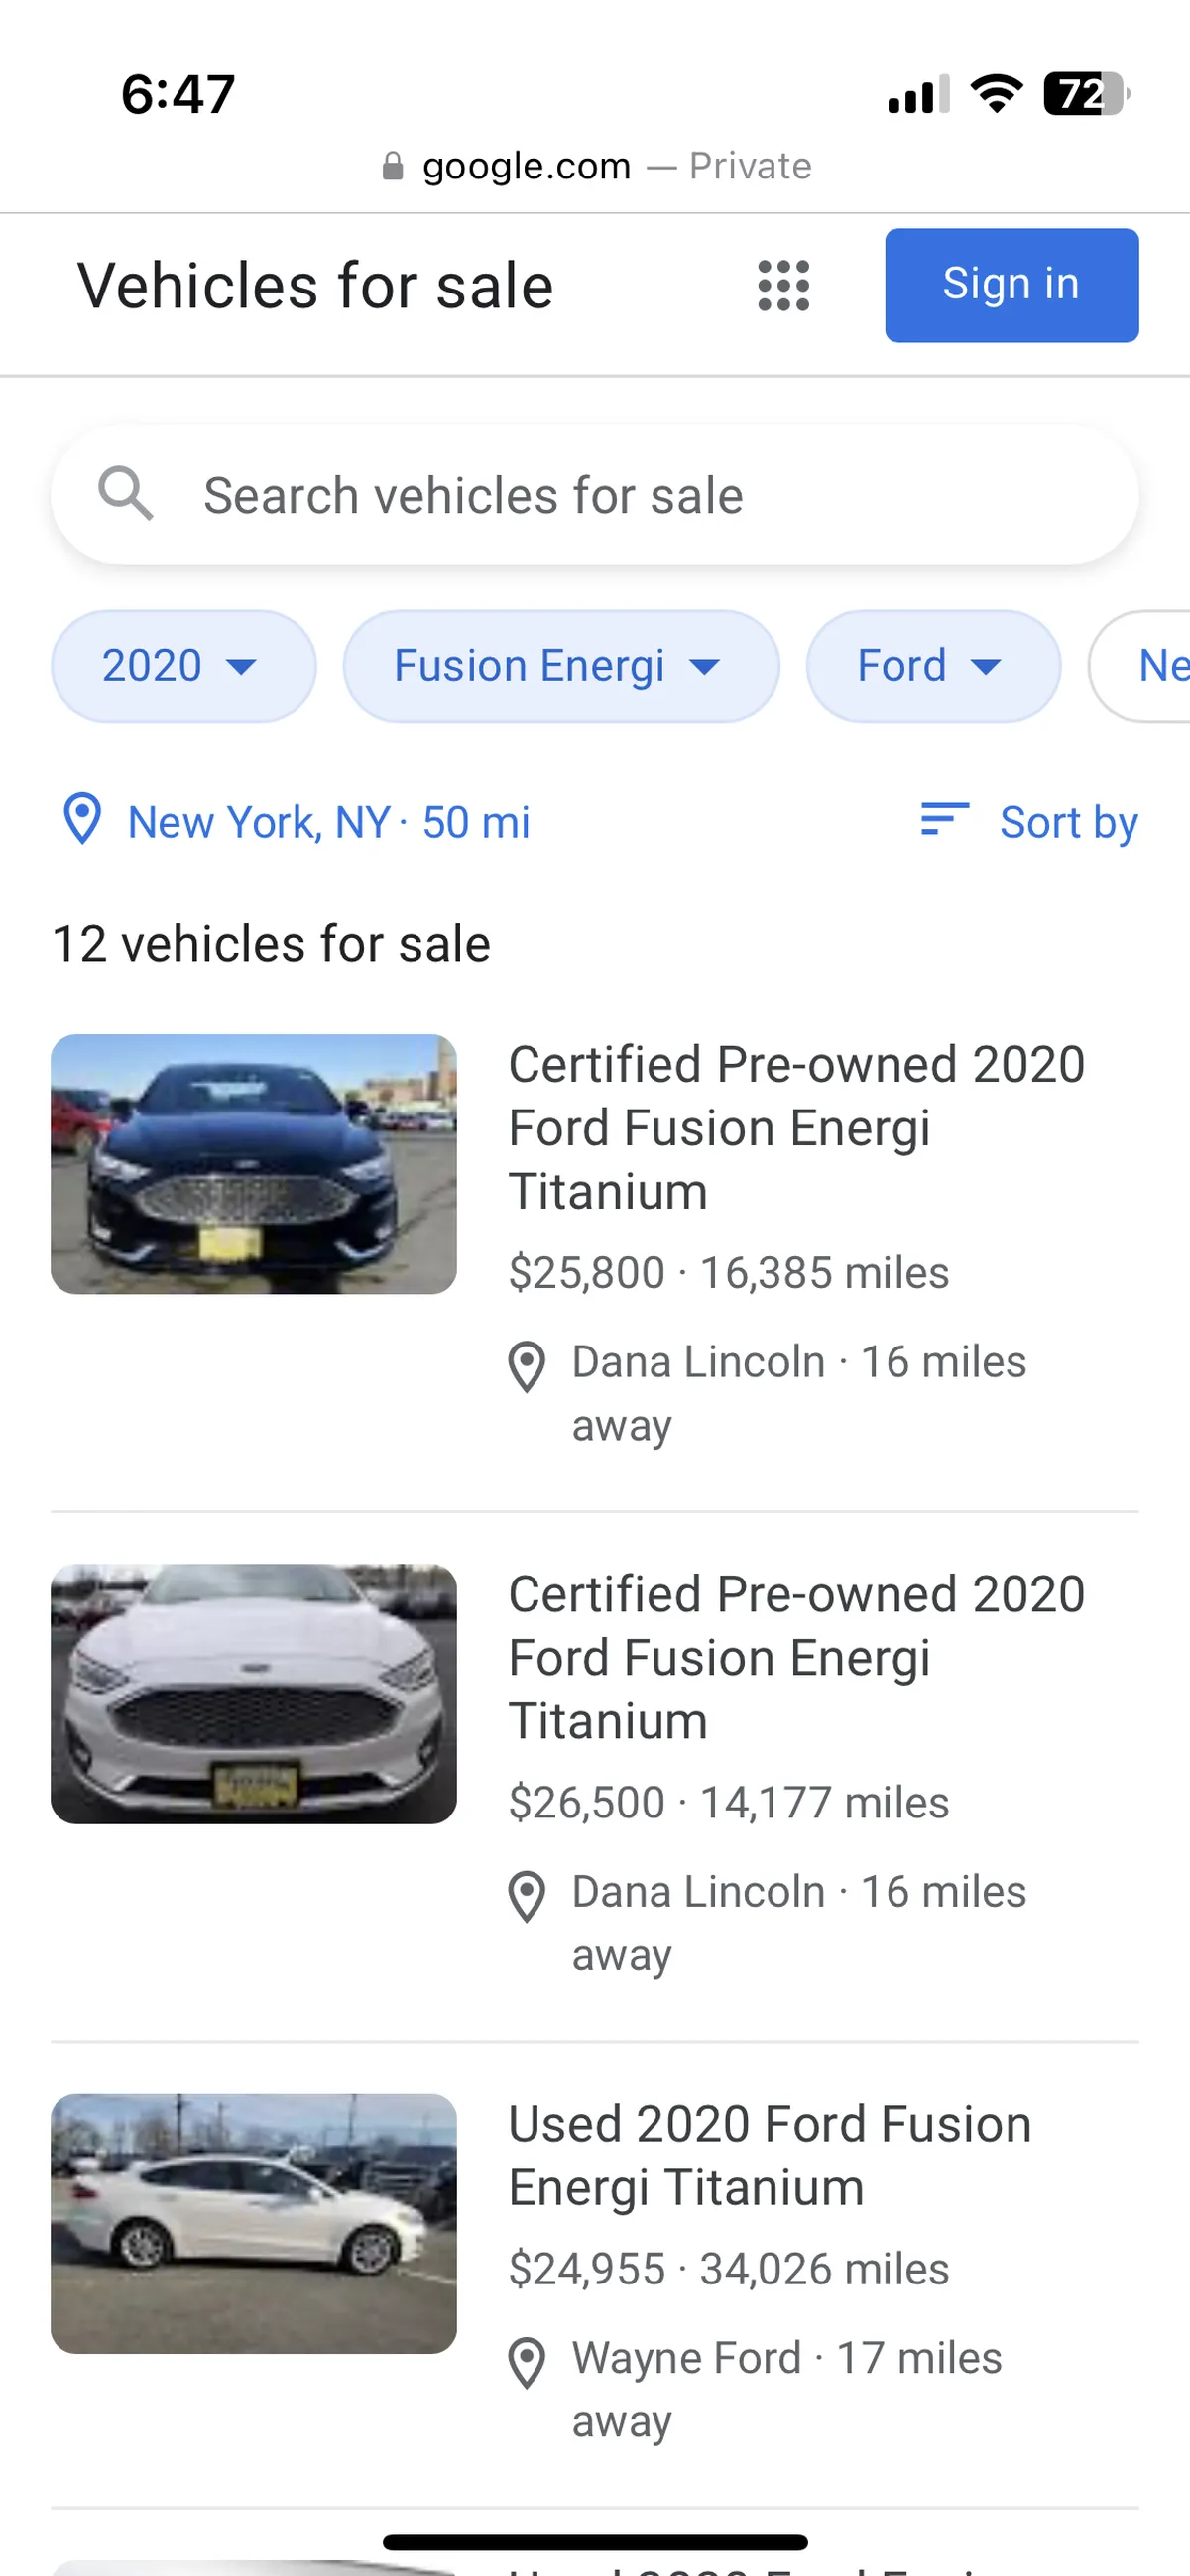 6:47
72
google.com — Private
Vehicles for sale
Sign in
Search vehicles for sale
2020
Fusion Energi
Ford
Ne
New York, NY · 50 mi
Sort by
12 vehicles for sale
Certified Pre-owned 2020
Ford Fusion Energi
Titanium
$25,800 · 16,385 miles
Dana Lincoln · 16 miles
away
Certified Pre-owned 2020
Ford Fusion Energi
Titanium
$26,500 · 14,177 miles
Dana Lincoln · 16 miles
away
Used 2020 Ford Fusion
Energi Titanium
$24,955 · 34,026 miles
Wayne Ford · 17 miles
away